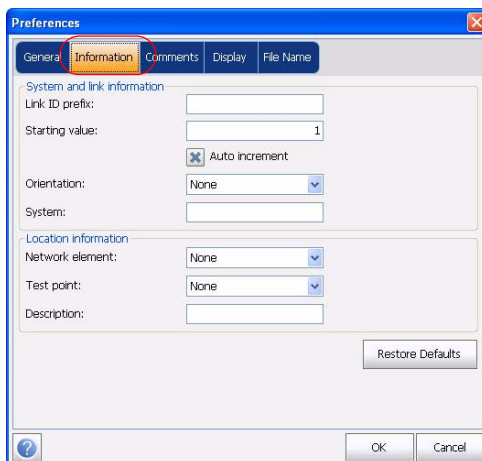 Preferences
General Information Comments Display File Name
System and link information
Link ID prefix:
Starting value: 1
Auto increment
Orientation: None
System:
Location information
Network element: None
Test point: None
Description:
Restore Defaults
? OK Cancel